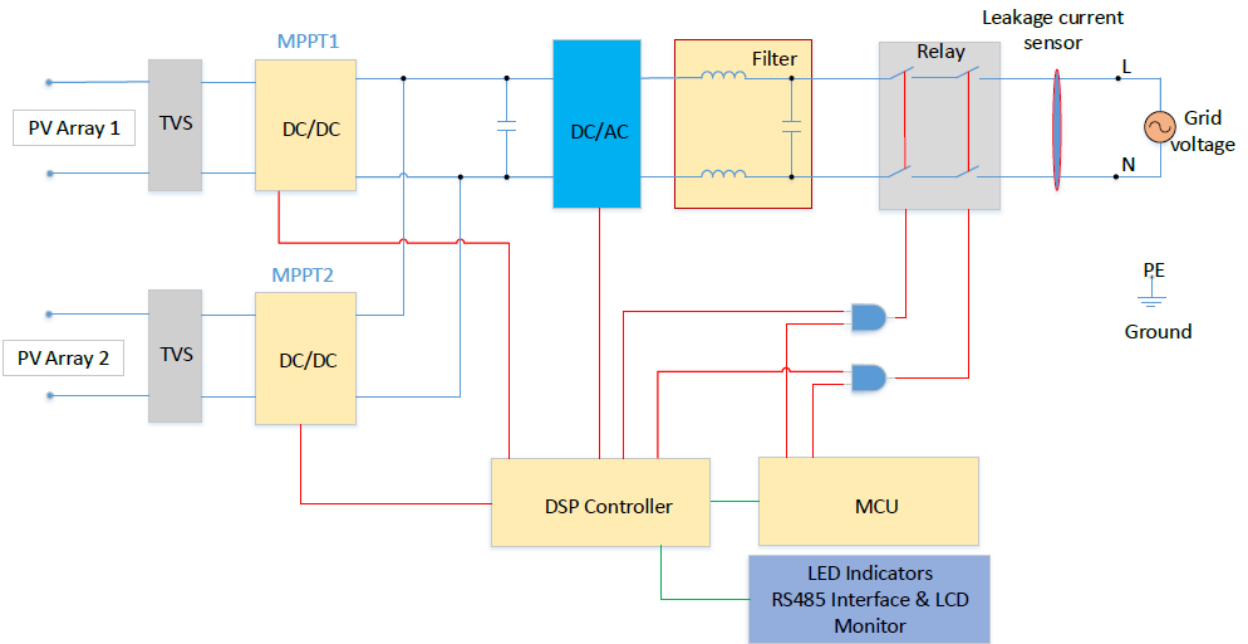 Leakage current
sensor
MPPT1
Filter
Relay
L
PV Array 1
TVS
DC/DC
DC/AC
Grid
voltage
N
MPPT2
PE
Ground
PV Array 2
TVS
DC/DC
DSP Controller
MCU
LED Indicators
RS485 Interface & LCD
Monitor